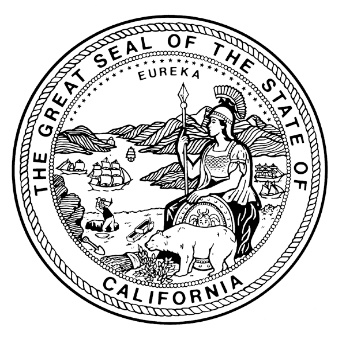 THE GREAT SEAL OF THE STATE OF
EUREKA
CALIFORNIA